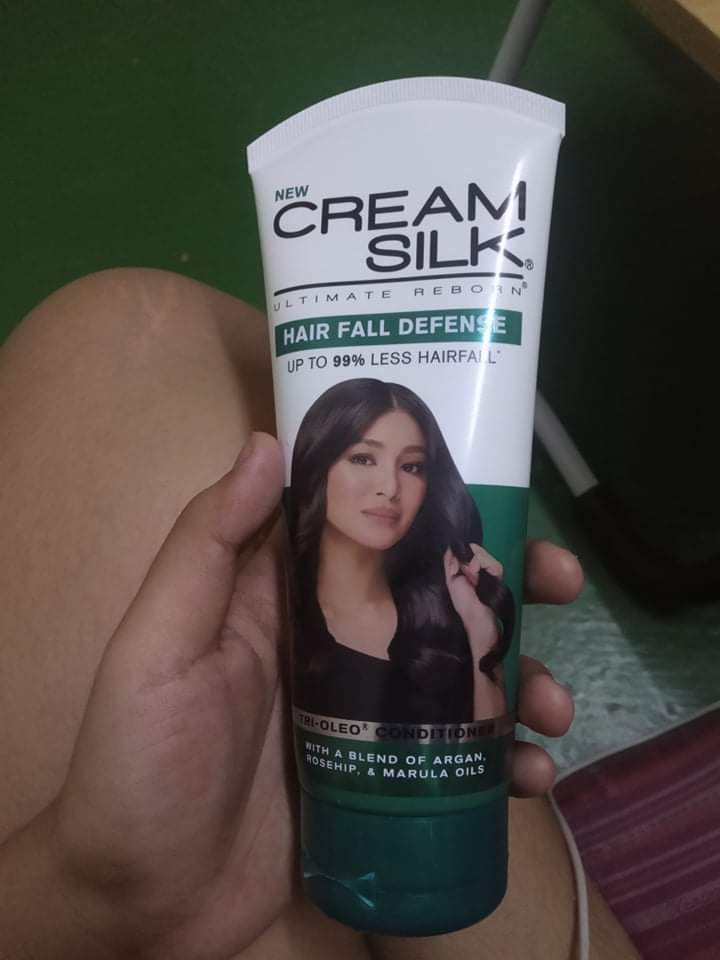 NEW
CREAM
SILK®
ULTIMATE REBORN®
HAIR FALL DEFENSE
UP TO 99% LESS HAIRFALL*
TRI-OLEO® CONDITIONER
WITH A BLEND OF ARGAN,
ROSEHIP, & MARULA OILS